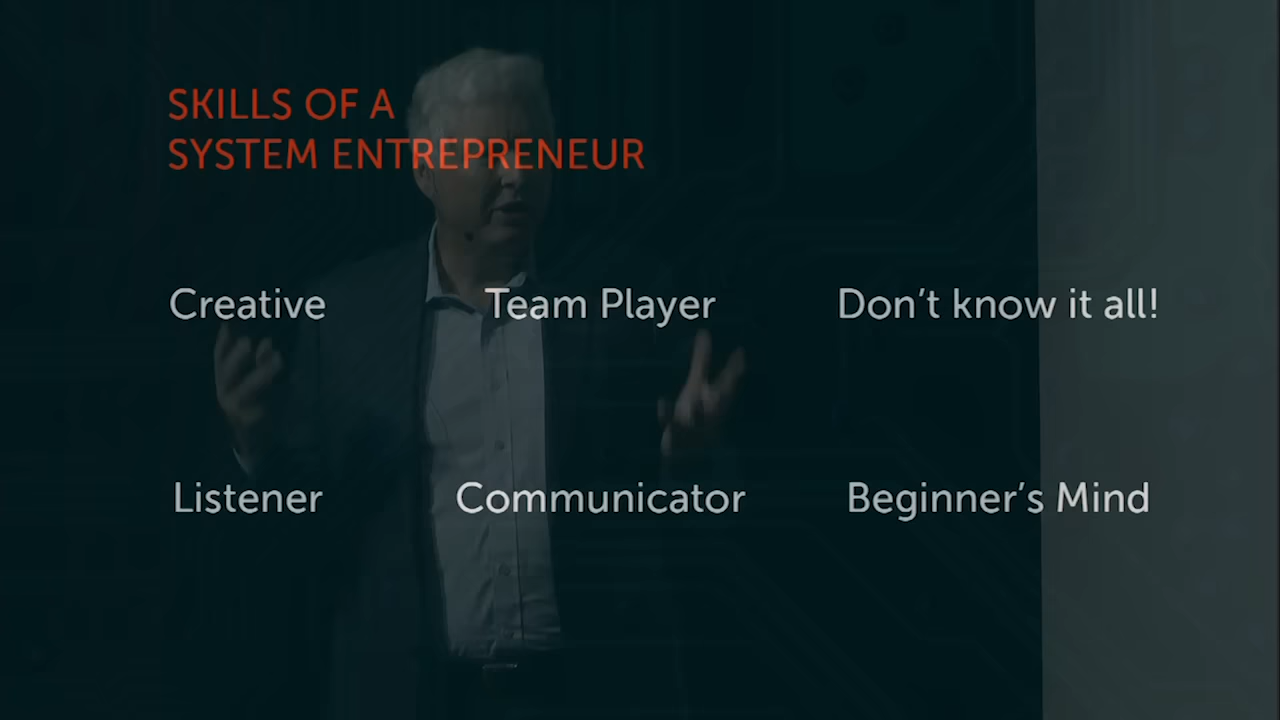 SKILLS OF A
SYSTEM ENTREPRENEUR
Creative
Team Player
Don’t know it all!
Listener
Communicator
Beginner’s Mind